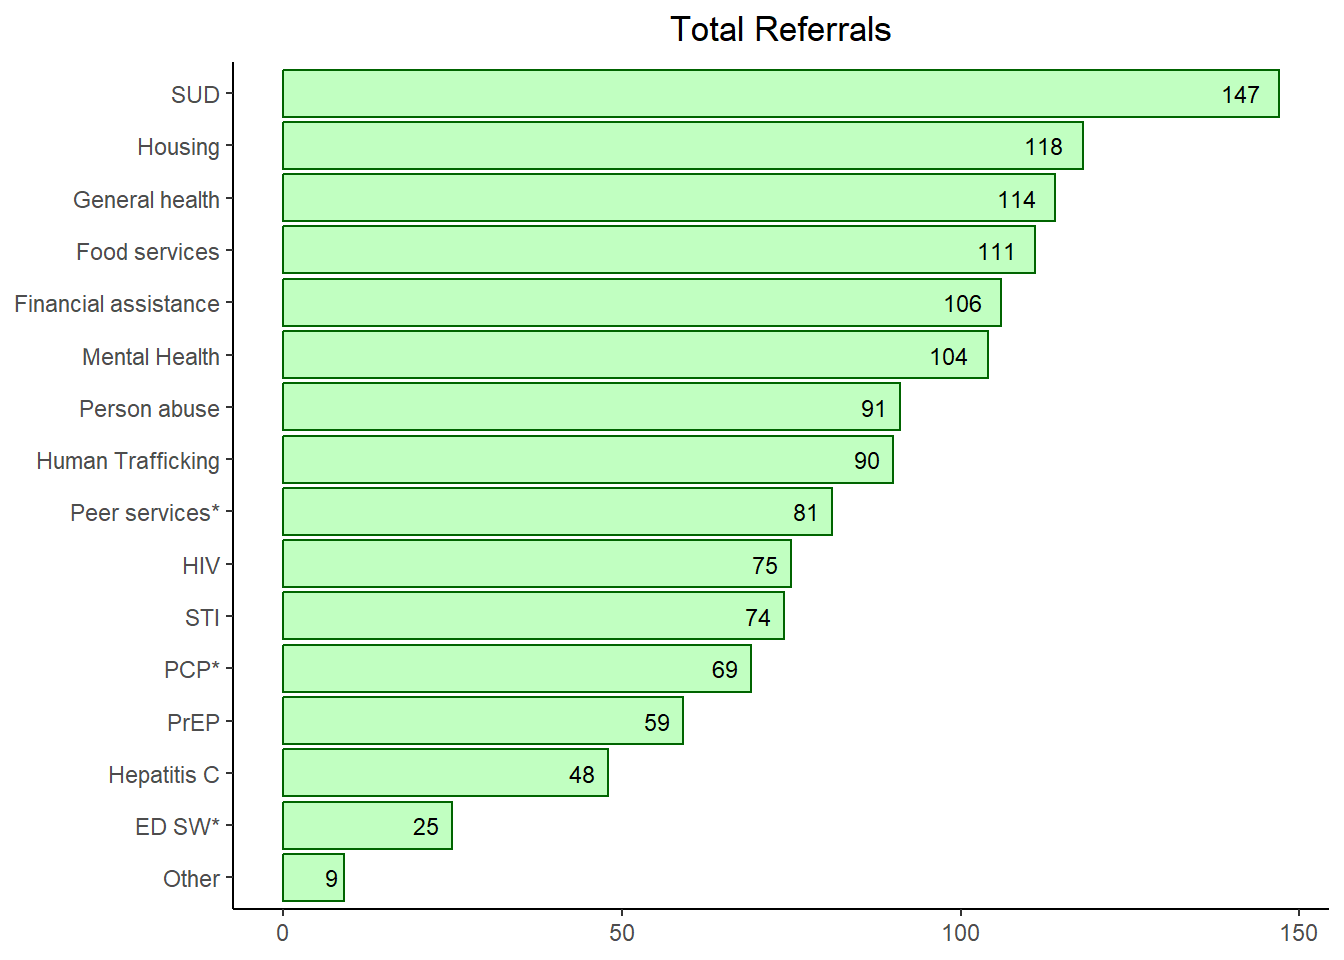 Total Referrals
SUD 147
Housing 118
General health 114
Food services 111
Financial assistance 106
Mental Health 104
Person abuse 91
Human Trafficking 90
Peer services* 81
HIV 75
STI 74
PCP* 69
PrEP 59
Hepatitis C 48
ED SW* 25
Other 9
0 50 100 150